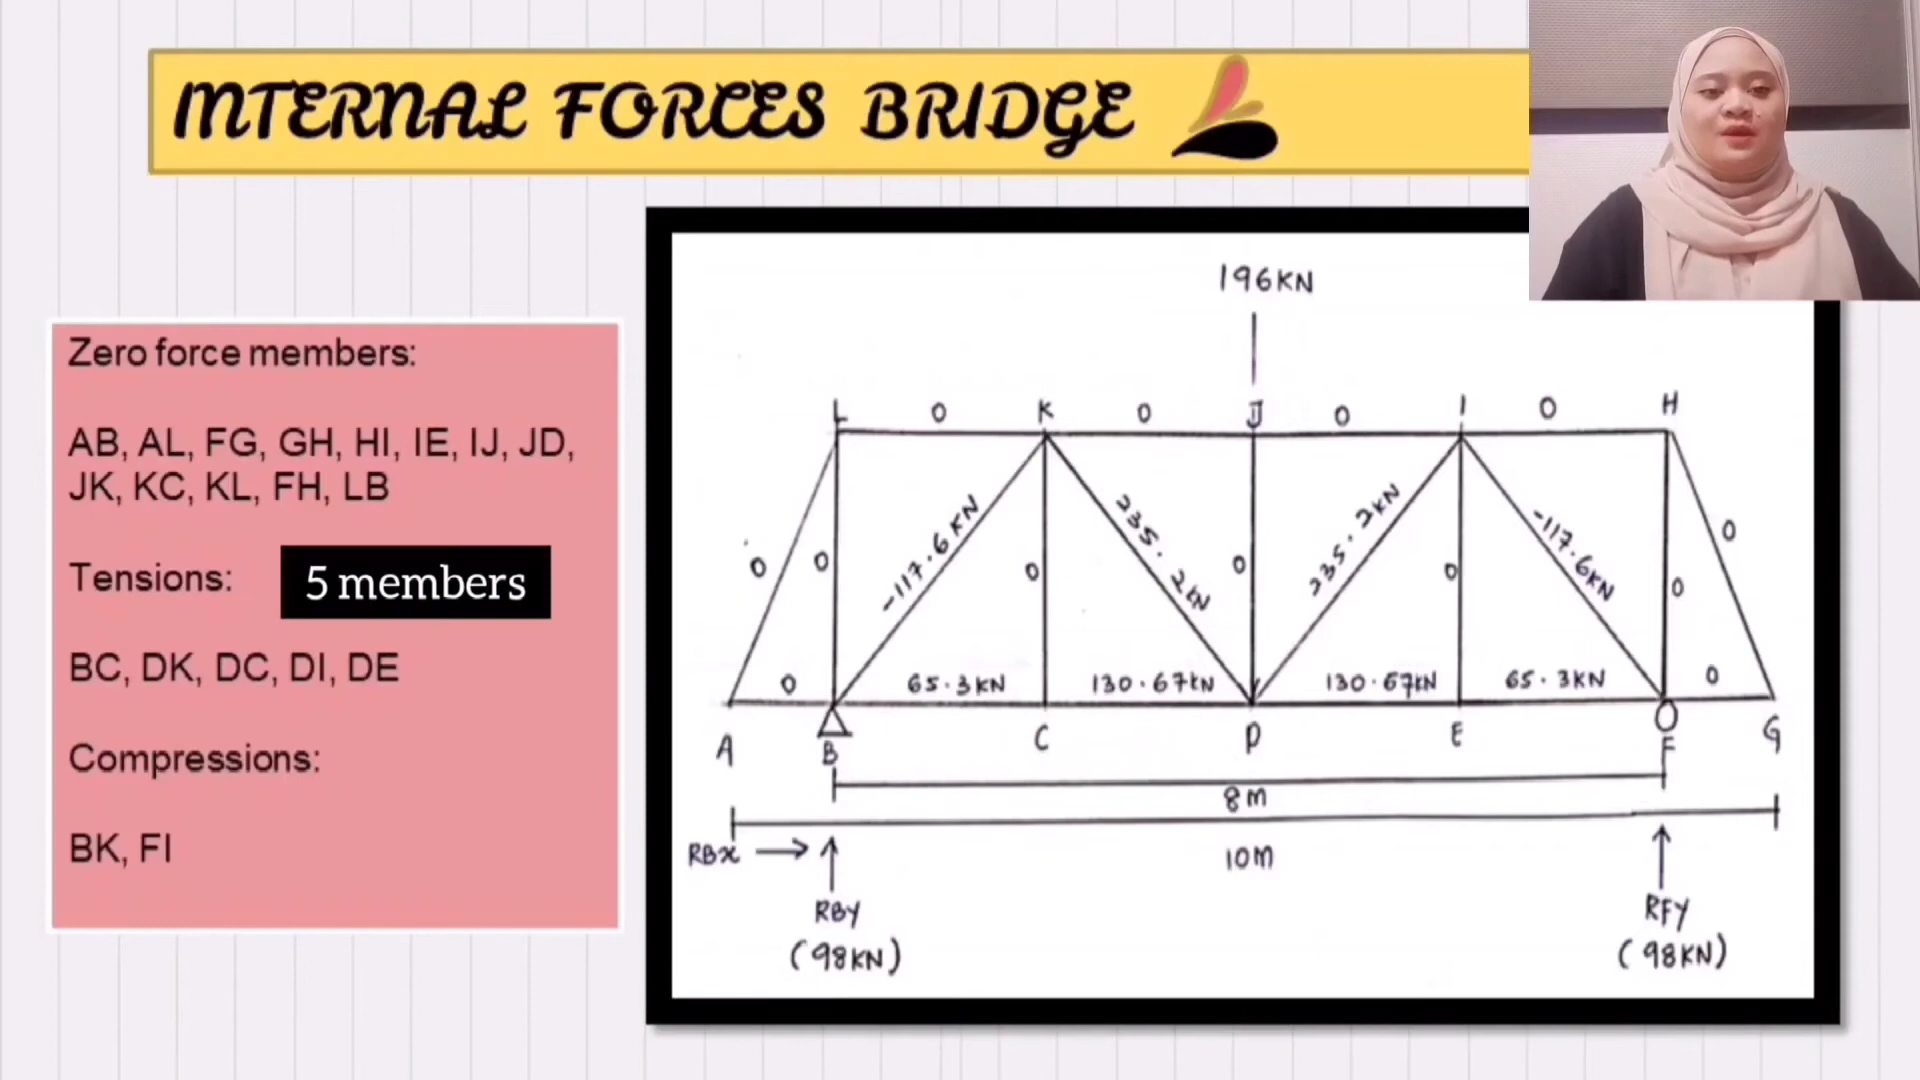 INTERNAL FORCES BRIDGE
Zero force members:
AB, AL, FG, GH, HI, IE, IJ, JD,
JK, KC, KL, FH, LB
Tensions:
5 members
BC, DK, DC, DI, DE
Compressions:
BK, FI
196KN
L 0 K 0 J 0 I 0 H
0 0 -117.6KN 0 235.2KN 0 235.2KN 0 -117.6KN 0 0
0 65.3KN 130.67KN 130.67KN 65.3KN 0
A B C D E F G
8m
RBx
10m
RBY RFY
(98KN) (98KN)